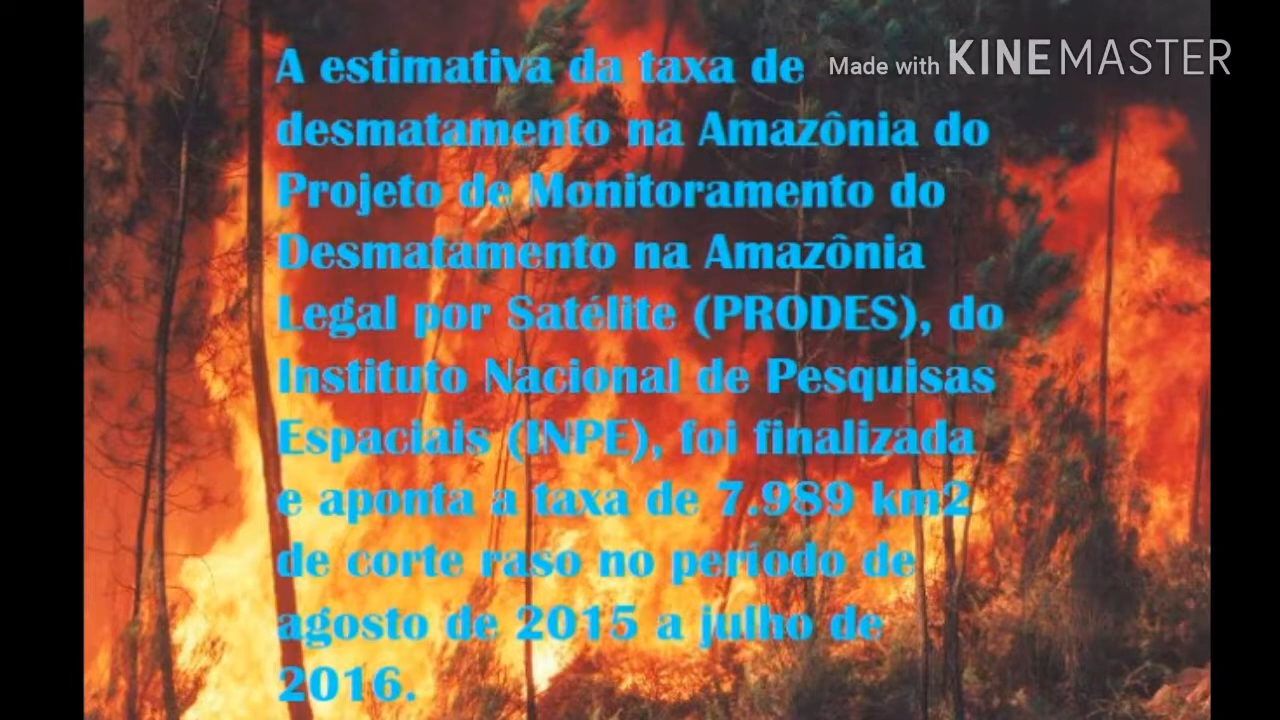 A estimativa da taxa de
Made with KINEMASTER
desmatamento na Amazônia do
Projeto de Monitoramento do
Desmatamento na Amazônia
Legal por Satélite (PRODES), do
Instituto Nacional de Pesquisas
Espaciais (INPE), foi finalizada
e aponta a taxa de 7.989 km2
de corte raso no período de
agosto de 2015 a julho de
2016.